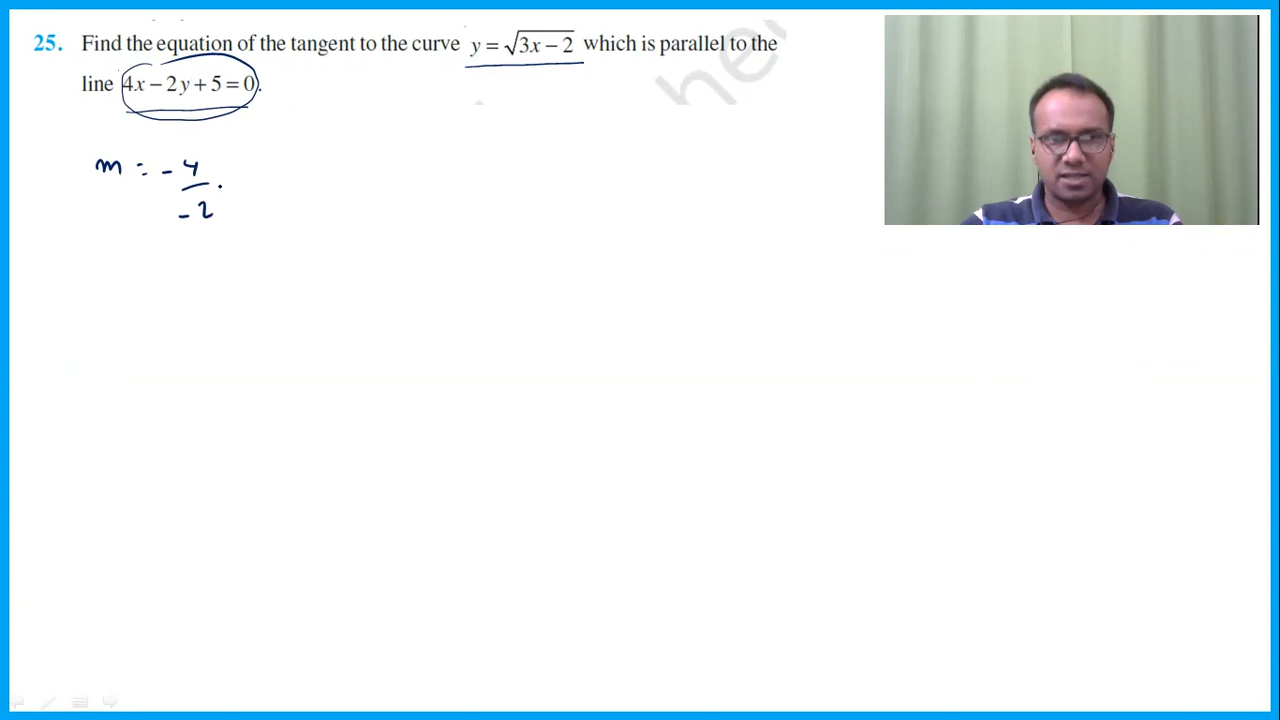 25. Find the equation of the tangent to the curve y = √3x − 2 which is parallel to the
line 4x − 2y + 5 = 0.
he
m = - 4
- 2